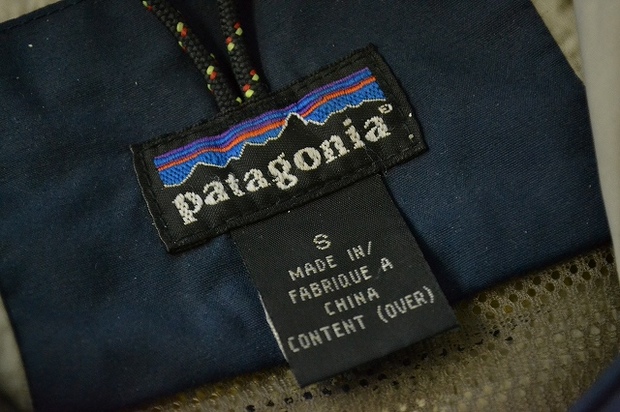 patagonia®
S
MADE IN/
FABRIQUE A
CHINA
CONTENT (OVER)